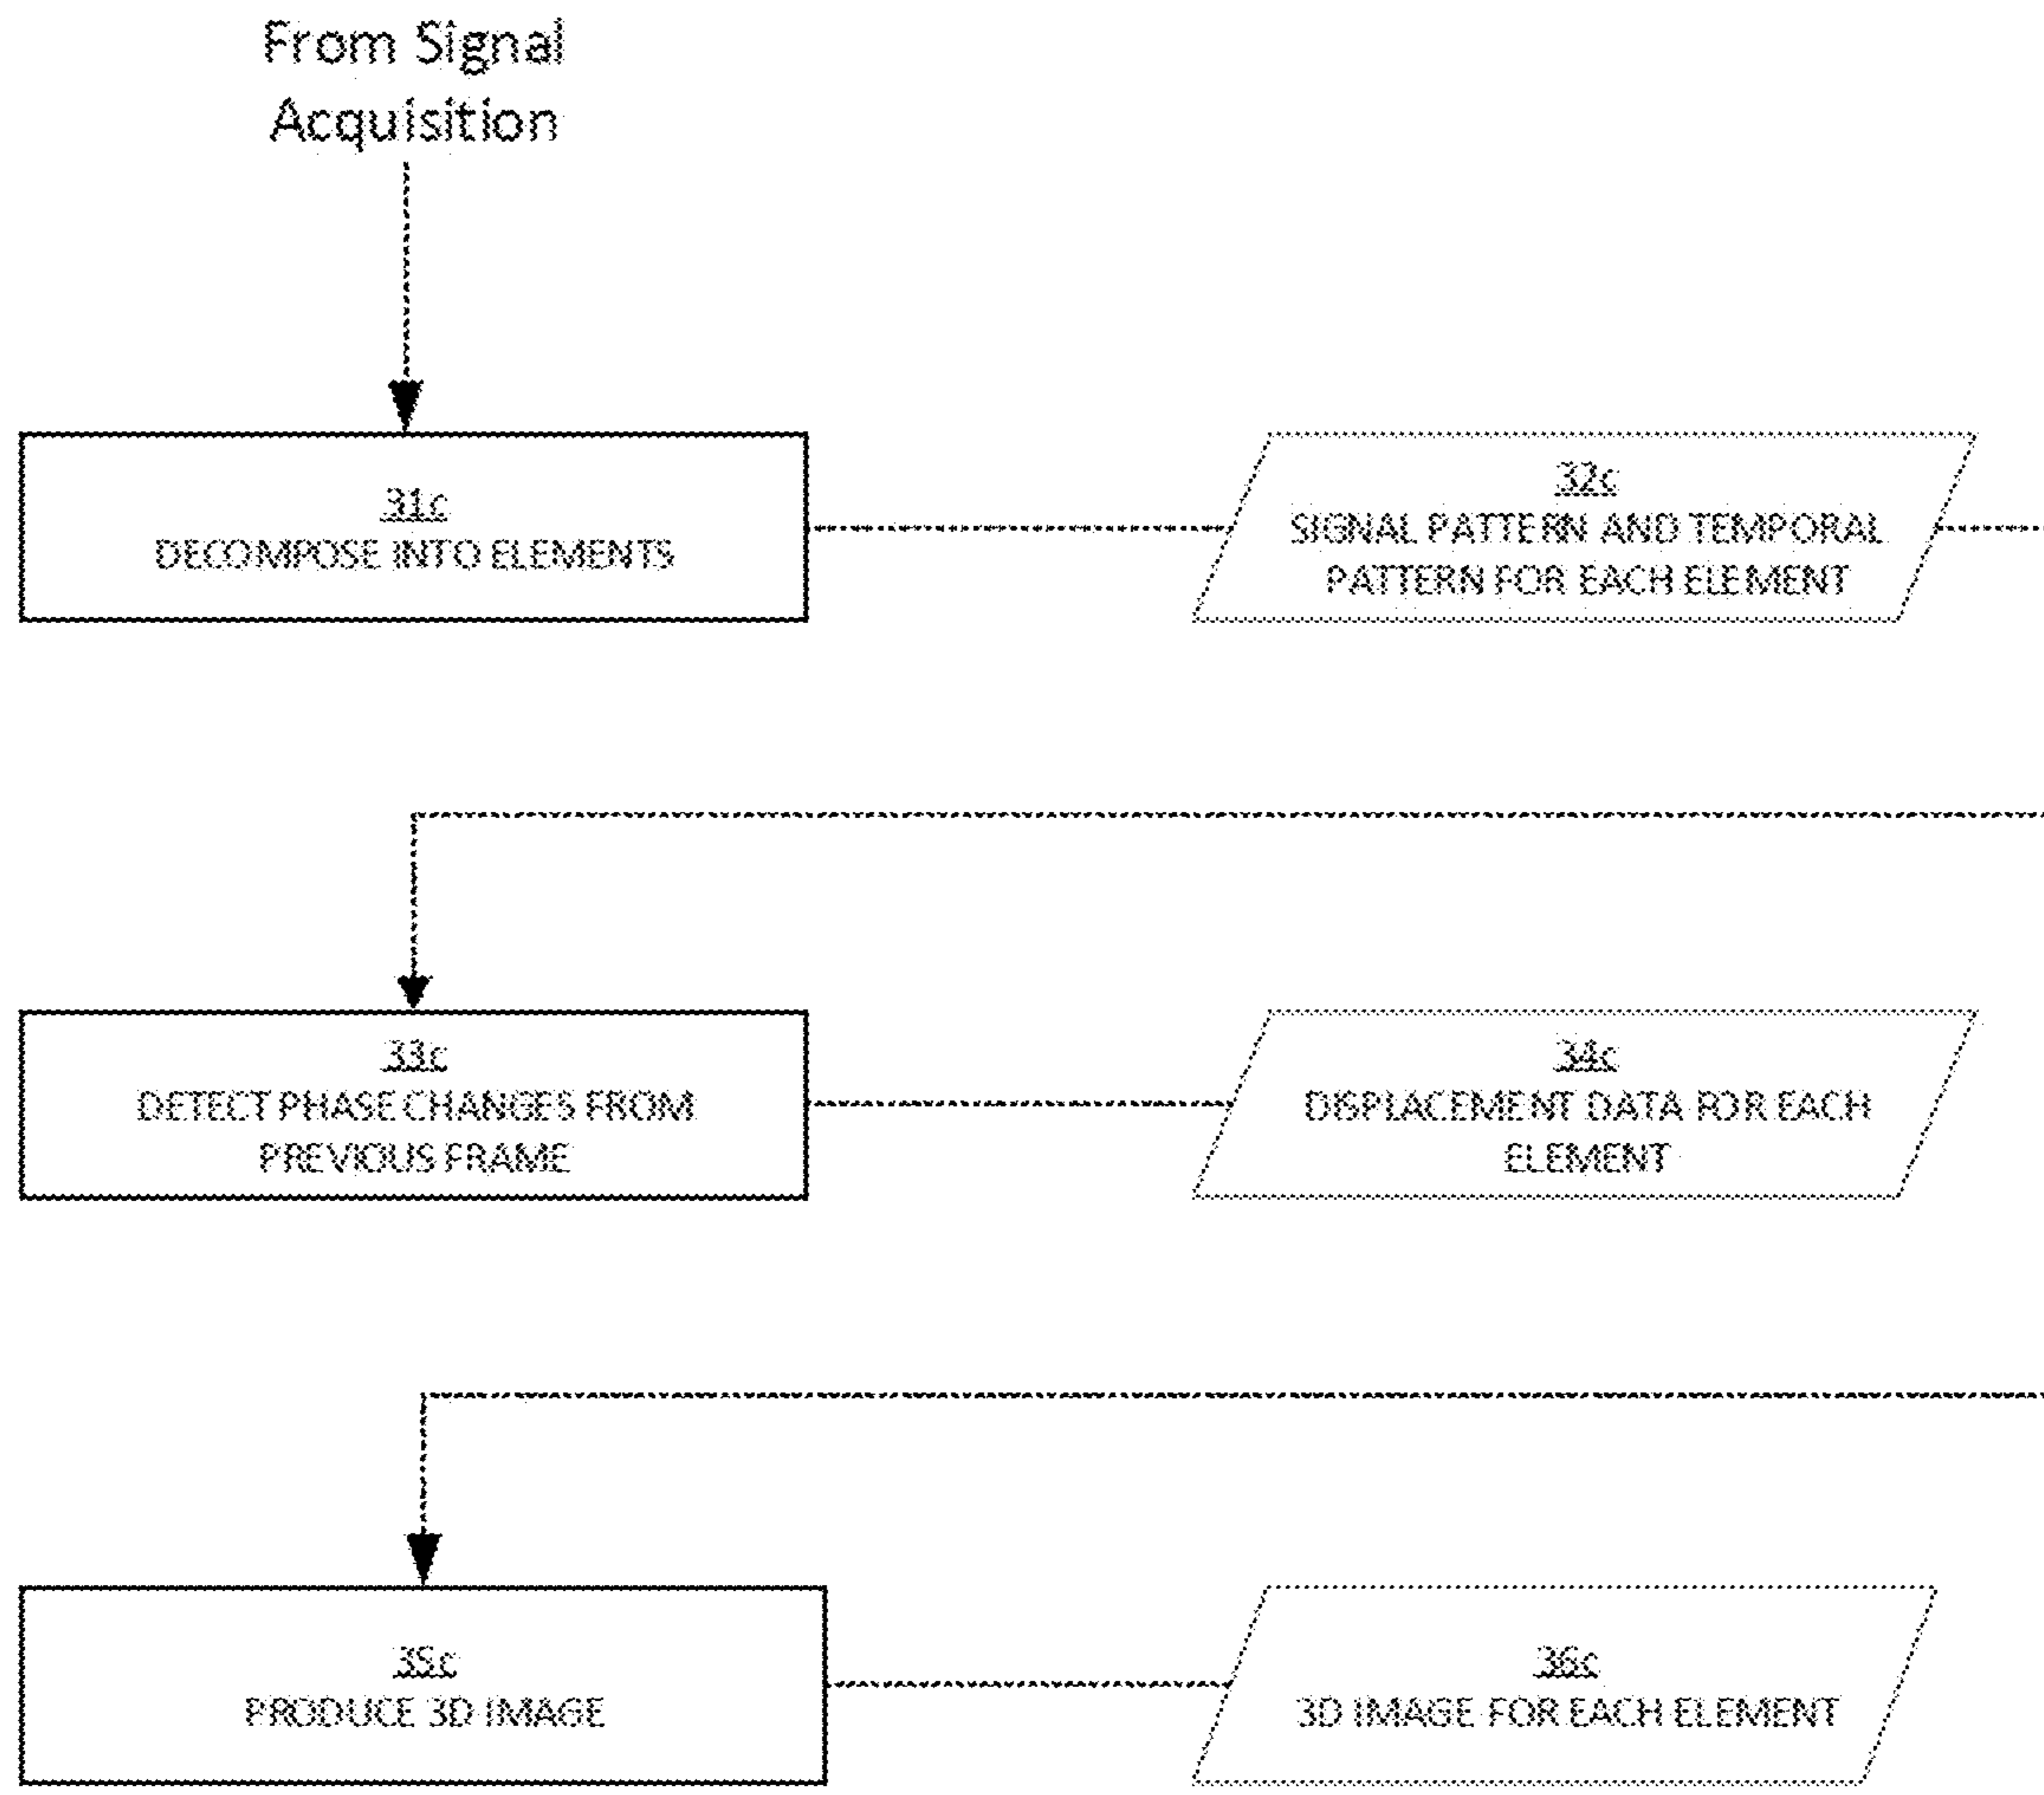 From Signal
Acquisition
31c
DECOMPOSE INTO ELEMENTS
32c
SIGNAL PATTERN AND TEMPORAL
PATTERN FOR EACH ELEMENT
33c
DETECT PHASE CHANGES FROM
PREVIOUS FRAME
34c
DISPLACEMENT DATA FOR EACH
ELEMENT
35c
PRODUCE 3D IMAGE
36c
3D IMAGE FOR EACH ELEMENT